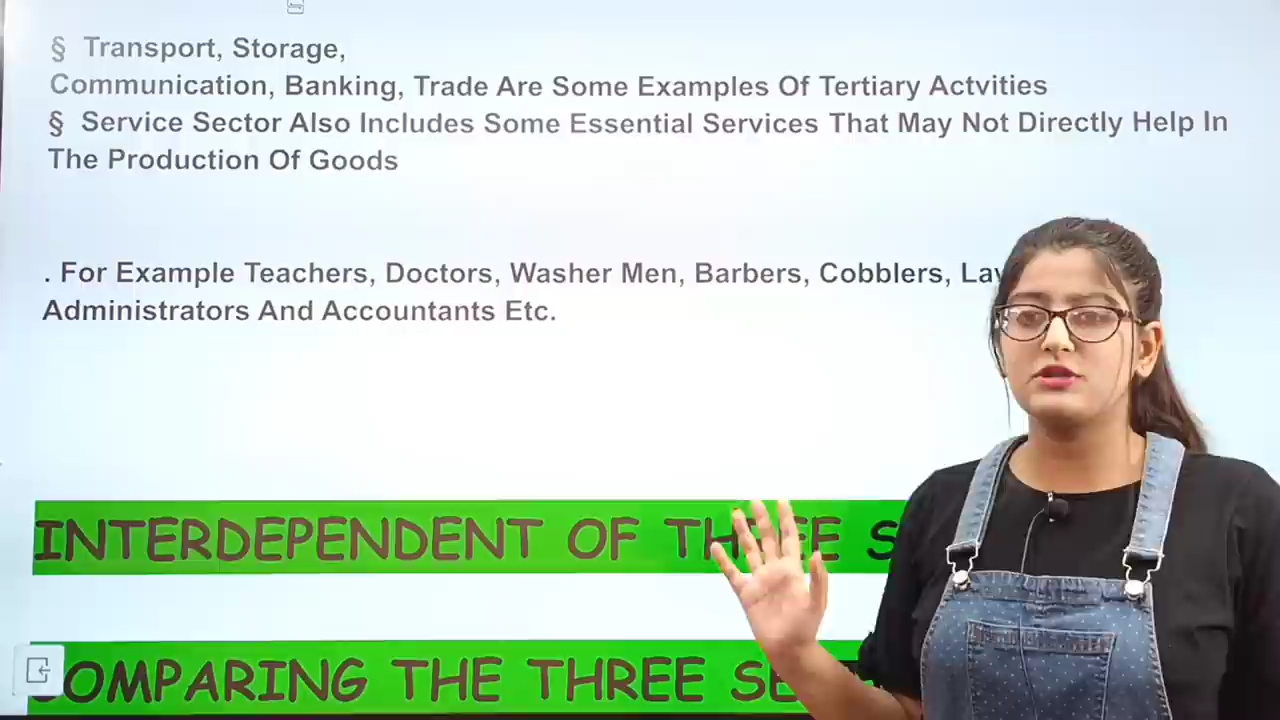 § Transport, Storage,
Communication, Banking, Trade Are Some Examples Of Tertiary Actvities
§ Service Sector Also Includes Some Essential Services That May Not Directly Help In
The Production Of Goods
. For Example Teachers, Doctors, Washer Men, Barbers, Cobblers,
Administrators And Accountants Etc.
INTERDEPENDENT OF THREE
COMPARING THE THREE